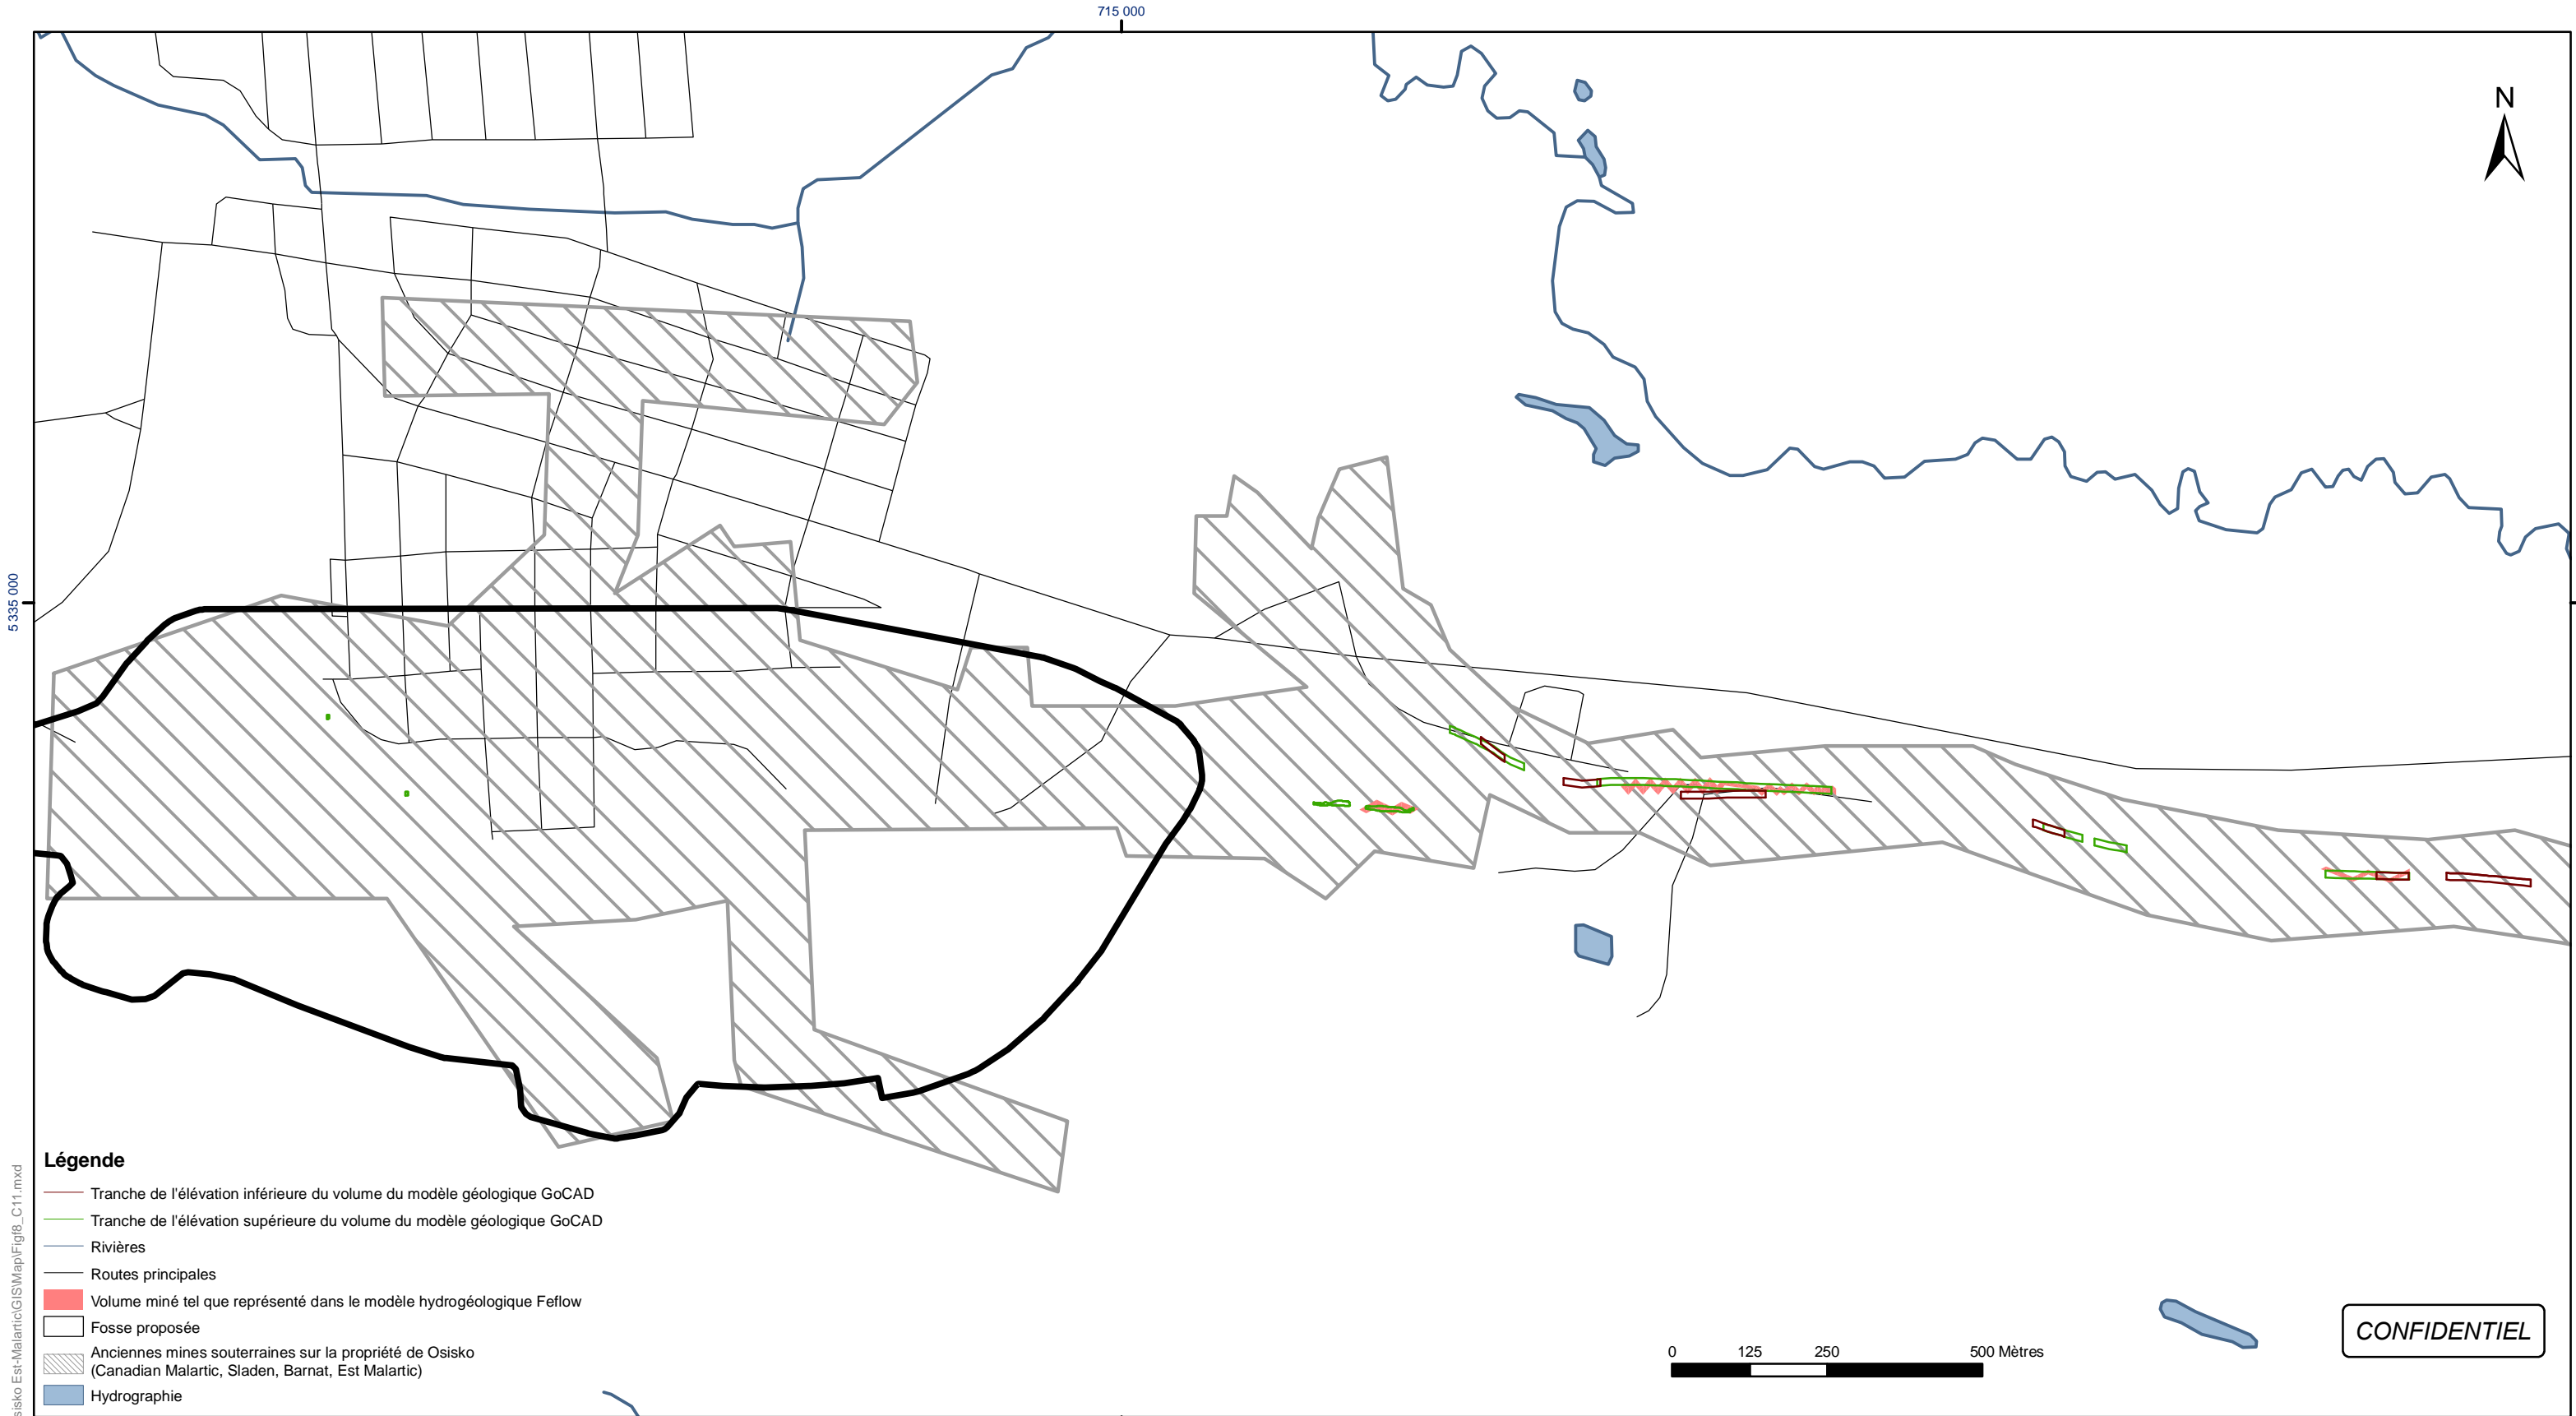 715 000
N
5 335 000
Légende
Tranche de l'élévation inférieure du volume du modèle géologique GoCAD
Tranche de l'élévation supérieure du volume du modèle géologique GoCAD
Rivières
Routes principales
Volume miné tel que représenté dans le modèle hydrogéologique Feflow
Fosse proposée
Anciennes mines souterraines sur la propriété de Osisko
(Canadian Malartic, Sladen, Barnat, Est Malartic)
Hydrographie
0 125 250 500 Mètres
CONFIDENTIEL
sisko Est-Malartic\GIS\Map\Figf8_C11.mxd